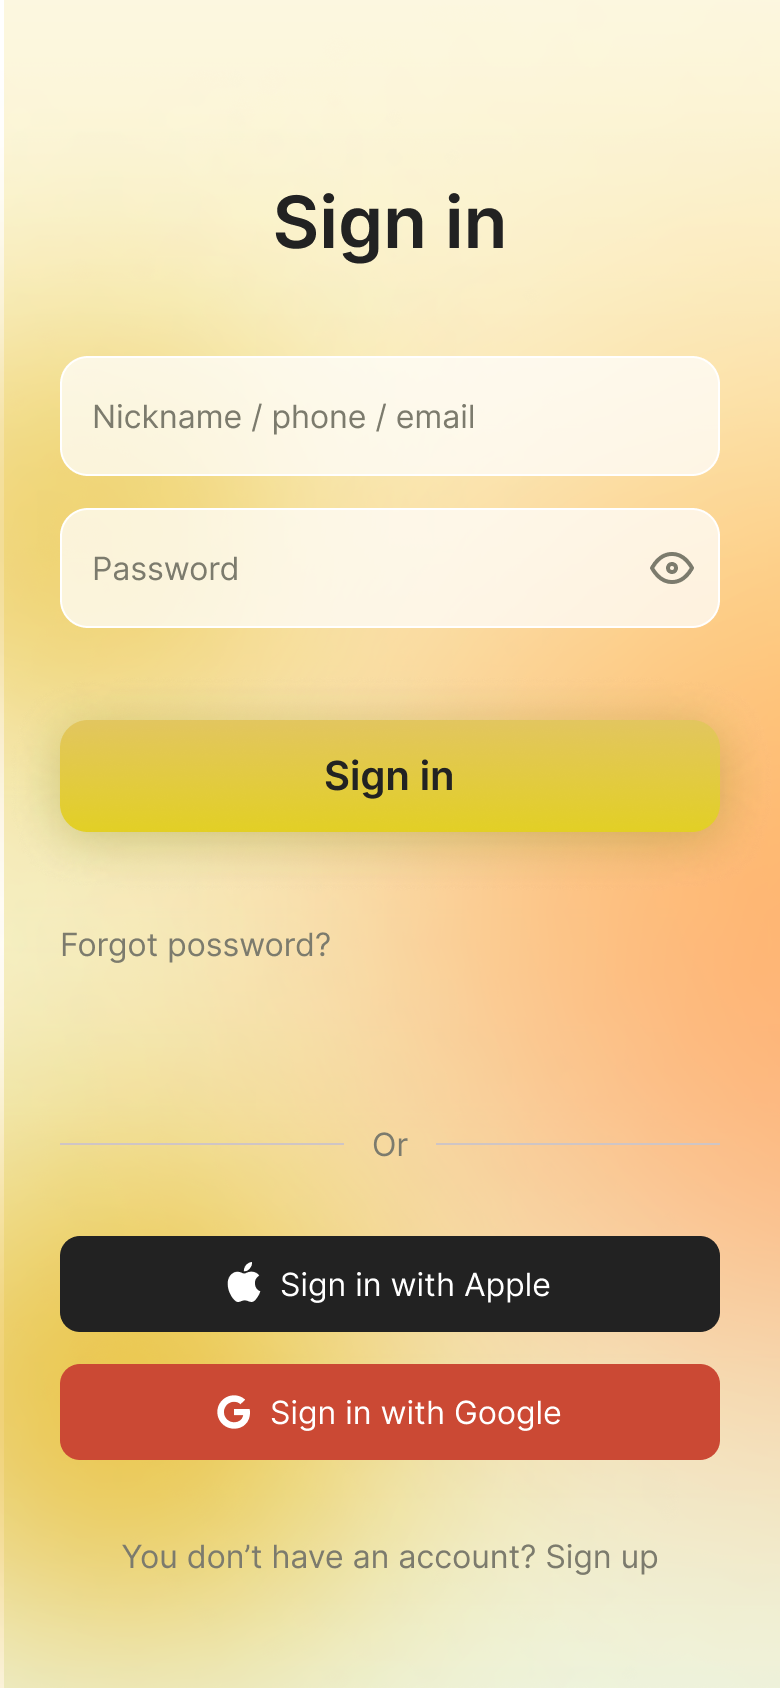 Sign in
Nickname / phone / email
Password
Sign in
Forgot possword?
Or
Sign in with Apple
Sign in with Google
You don’t have an account? Sign up